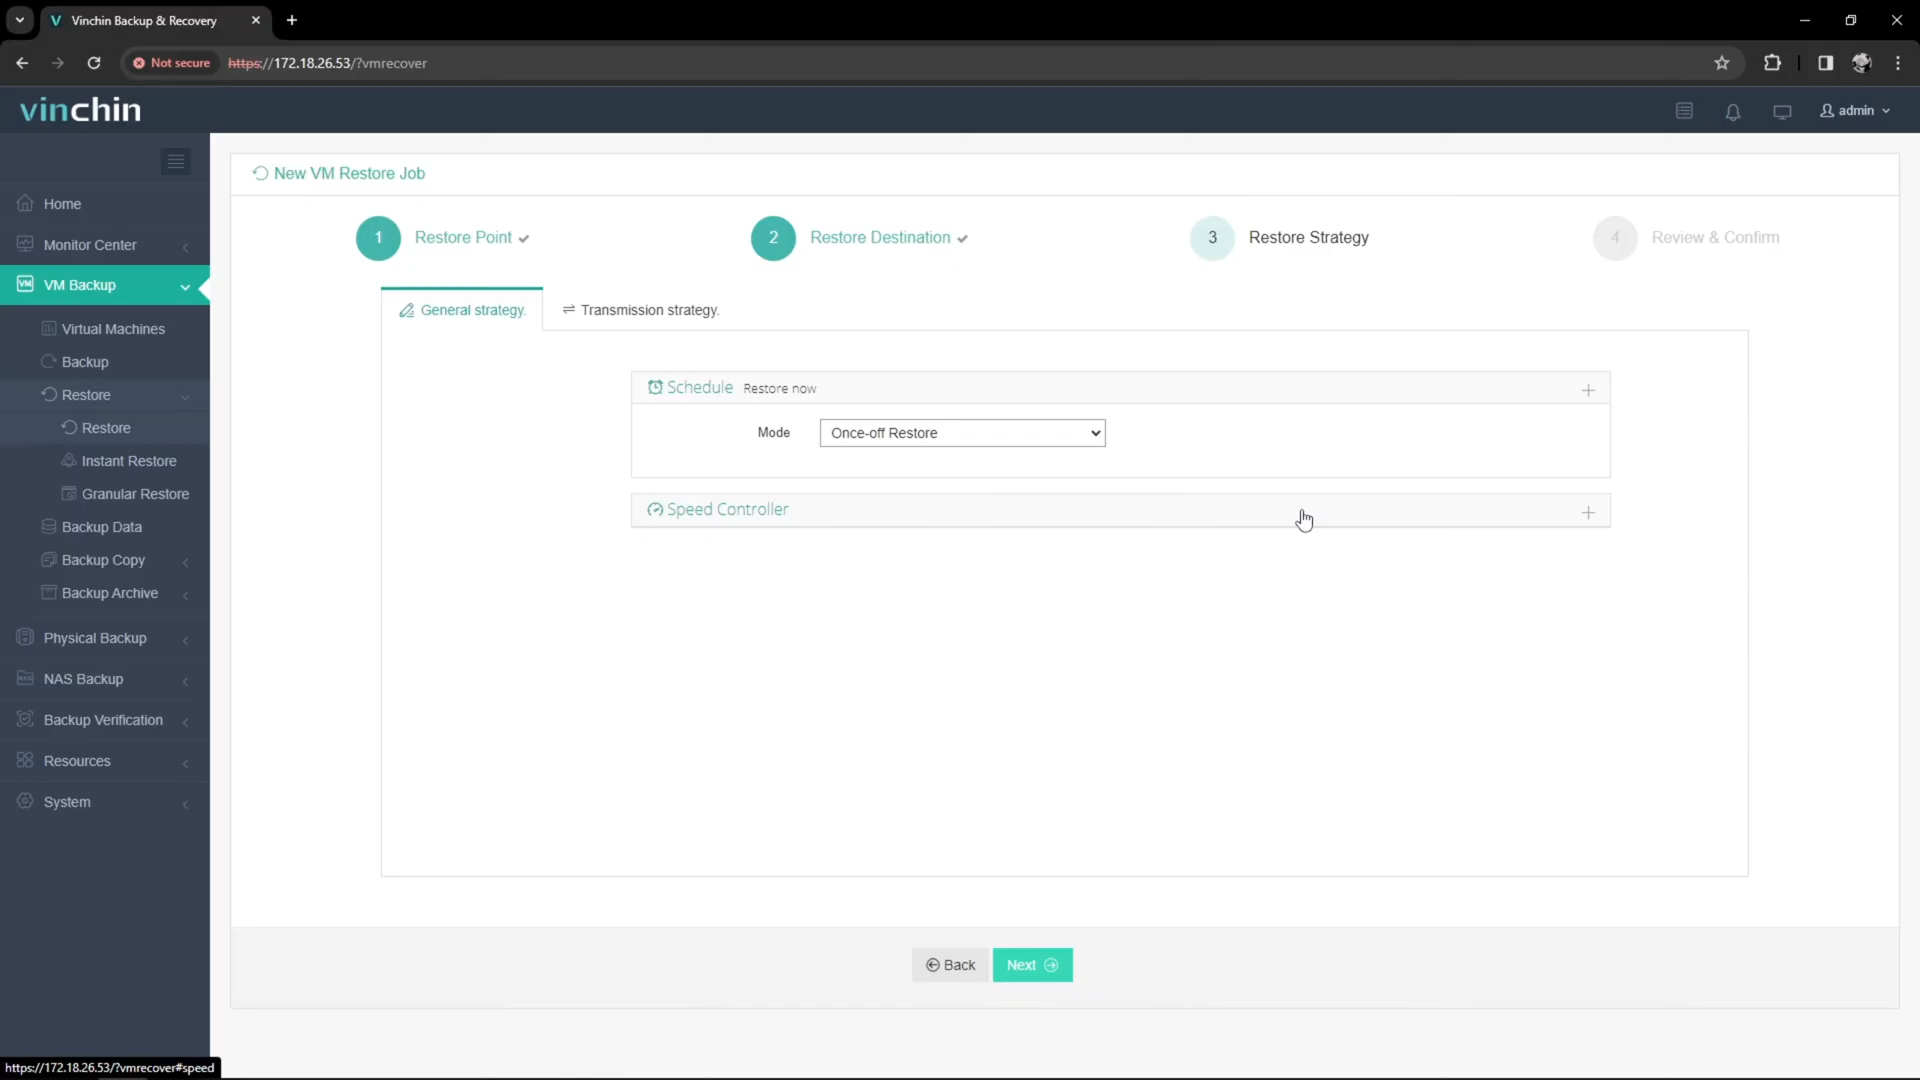 Vinchin Backup & Recovery
Not secure
https://172.18.26.53/?vmrecover
vinchin
admin
Home
Monitor Center
VM Backup
Virtual Machines
Backup
Restore
Restore
Instant Restore
Granular Restore
Backup Data
Backup Copy
Backup Archive
Physical Backup
NAS Backup
Backup Verification
Resources
System
New VM Restore Job
1 Restore Point
2 Restore Destination
3 Restore Strategy
4 Review & Confirm
General strategy.
Transmission strategy.
Schedule Restore now
Mode Once-off Restore
Speed Controller
Back
Next
https://172.18.26.53/?vmrecover#speed